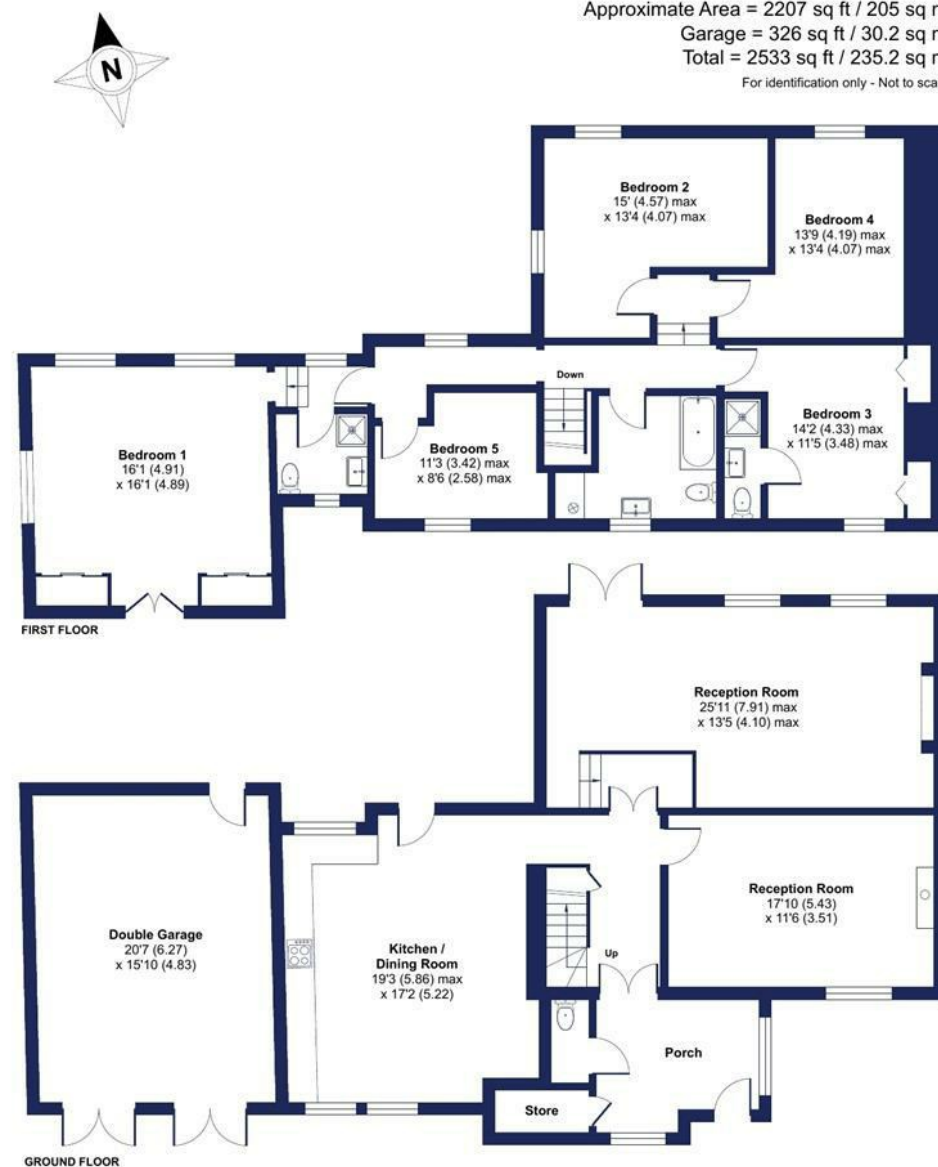 Approximate Area = 2207 sq ft / 205 sq m
Garage = 326 sq ft / 30.2 sq m
Total = 2533 sq ft / 235.2 sq m
For identification only - Not to sca
N
Bedroom 2
15' (4.57) max
x 13'4 (4.07) max
Bedroom 4
13'9 (4.19) max
x 13'4 (4.07) max
Down
Bedroom 1
16'1 (4.91)
x 16'1 (4.89)
Bedroom 5
11'3 (3.42) max
x 8'6 (2.58) max
Bedroom 3
14'2 (4.33) max
x 11'5 (3.48) max
FIRST FLOOR
Reception Room
25'11 (7.91) max
x 13'5 (4.10) max
Reception Room
17'10 (5.43)
x 11'6 (3.51)
Double Garage
20'7 (6.27)
x 15'10 (4.83)
Kitchen /
Dining Room
19'3 (5.86) max
x 17'2 (5.22)
Up
Porch
Store
GROUND FLOOR